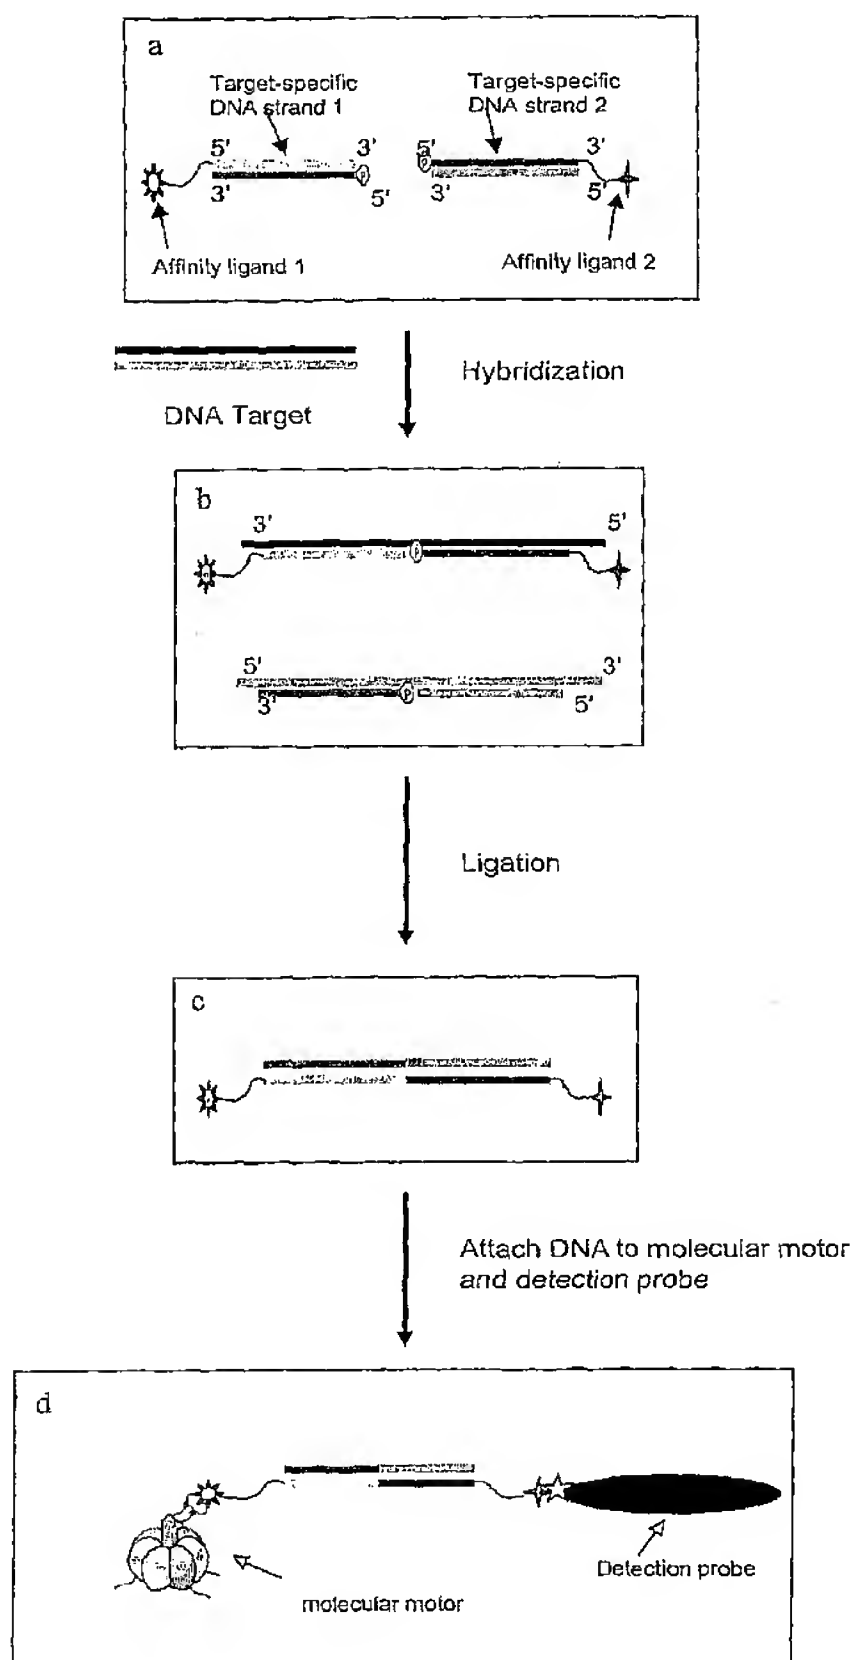 a
Target-specific
DNA strand 1
Target-specific
DNA strand 2
5'
3'
5'
3'
P
P
3'
5'
3'
5'
Affinity ligand 1
Affinity ligand 2
Hybridization
DNA Target
b
3'
5'
P
5'
3'
P
3'
5'
Ligation
c
Attach DNA to molecular motor
and detection probe
d
Detection probe
molecular motor